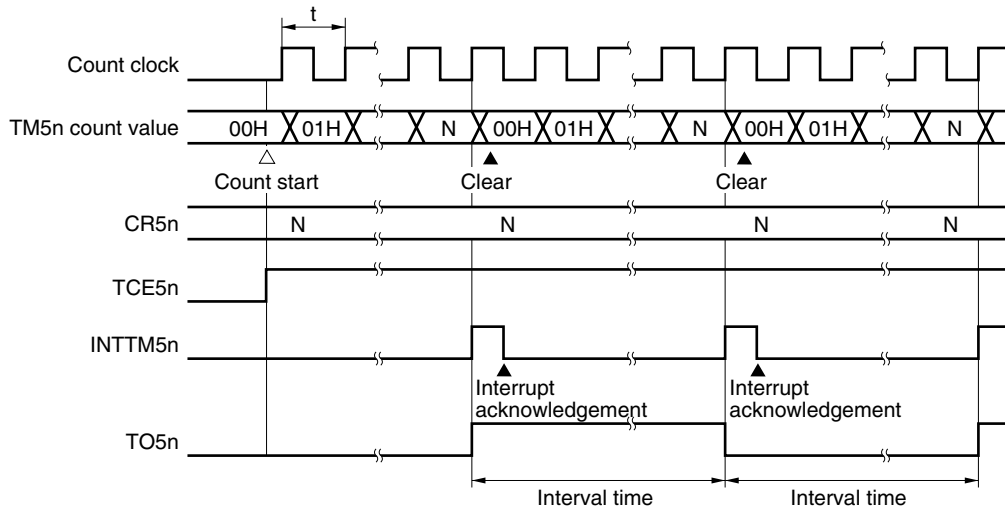 t
Count clock
TM5n count value 00H 01H N 00H 01H N 00H 01H N
Count start Clear Clear
CR5n N N N N
TCE5n
INTTM5n
Interrupt acknowledgement Interrupt acknowledgement
TO5n
Interval time Interval time